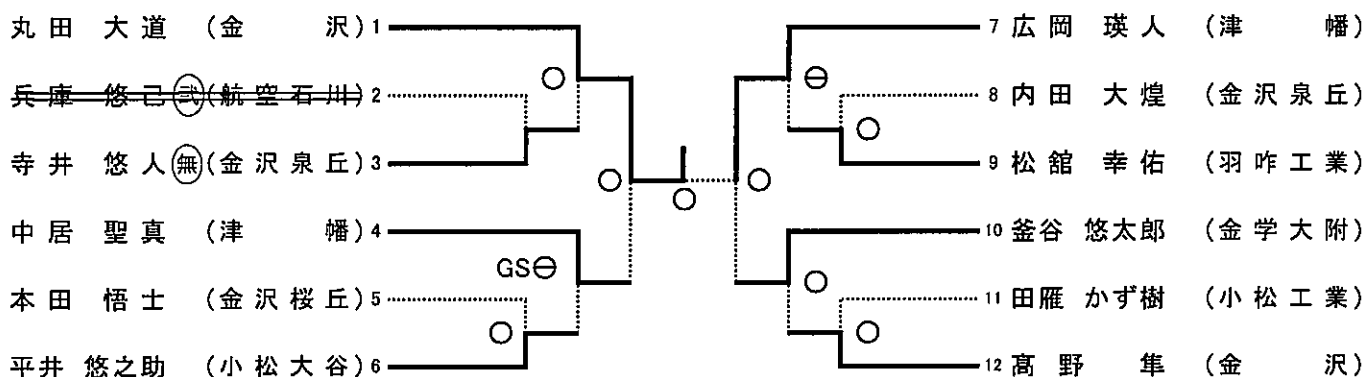 丸田 大道 (金 沢) 1
兵庫 悠己 弐 (航空石川) 2
寺井 悠人 無 (金沢泉丘) 3
中居 聖真 (津 幡) 4
GS
本田 悟士 (金沢桜丘) 5
平井 悠之助 (小松大谷) 6
7 広岡 瑛人 (津 幡)
8 内田 大煌 (金沢泉丘)
9 松舘 幸佑 (羽咋工業)
10 釜谷 悠太郎 (金学大附)
11 田雁 かず樹 (小松工業)
12 髙野 隼 (金 沢)